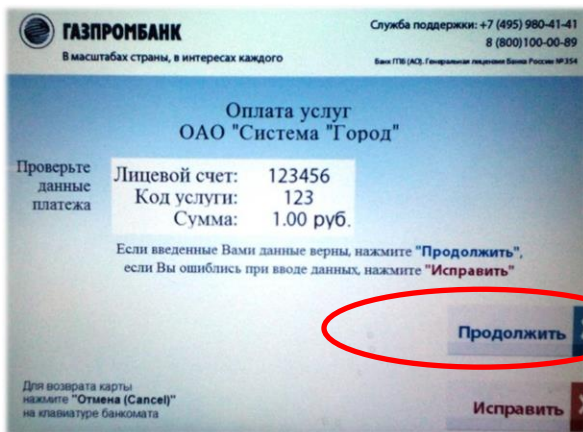 ГАЗПРОМБАНК
В масштабах страны, в интересах каждого
Служба поддержки: +7 (495) 980-41-41
8 (800)100-00-89
Банк ГПБ (АО). Генеральная лицензия Банка России № 354
Оплата услуг
ОАО "Система "Город"
Проверьте
данные
платежа
Лицевой счет: 123456
Код услуги: 123
Сумма: 1.00 руб.
Если введенные Вами данные верны, нажмите "Продолжить",
если Вы ошиблись при вводе данных, нажмите "Исправить"
Продолжить
Для возврата карты
нажмите "Отмена (Cancel)"
на клавиатуре банкомата
Исправить